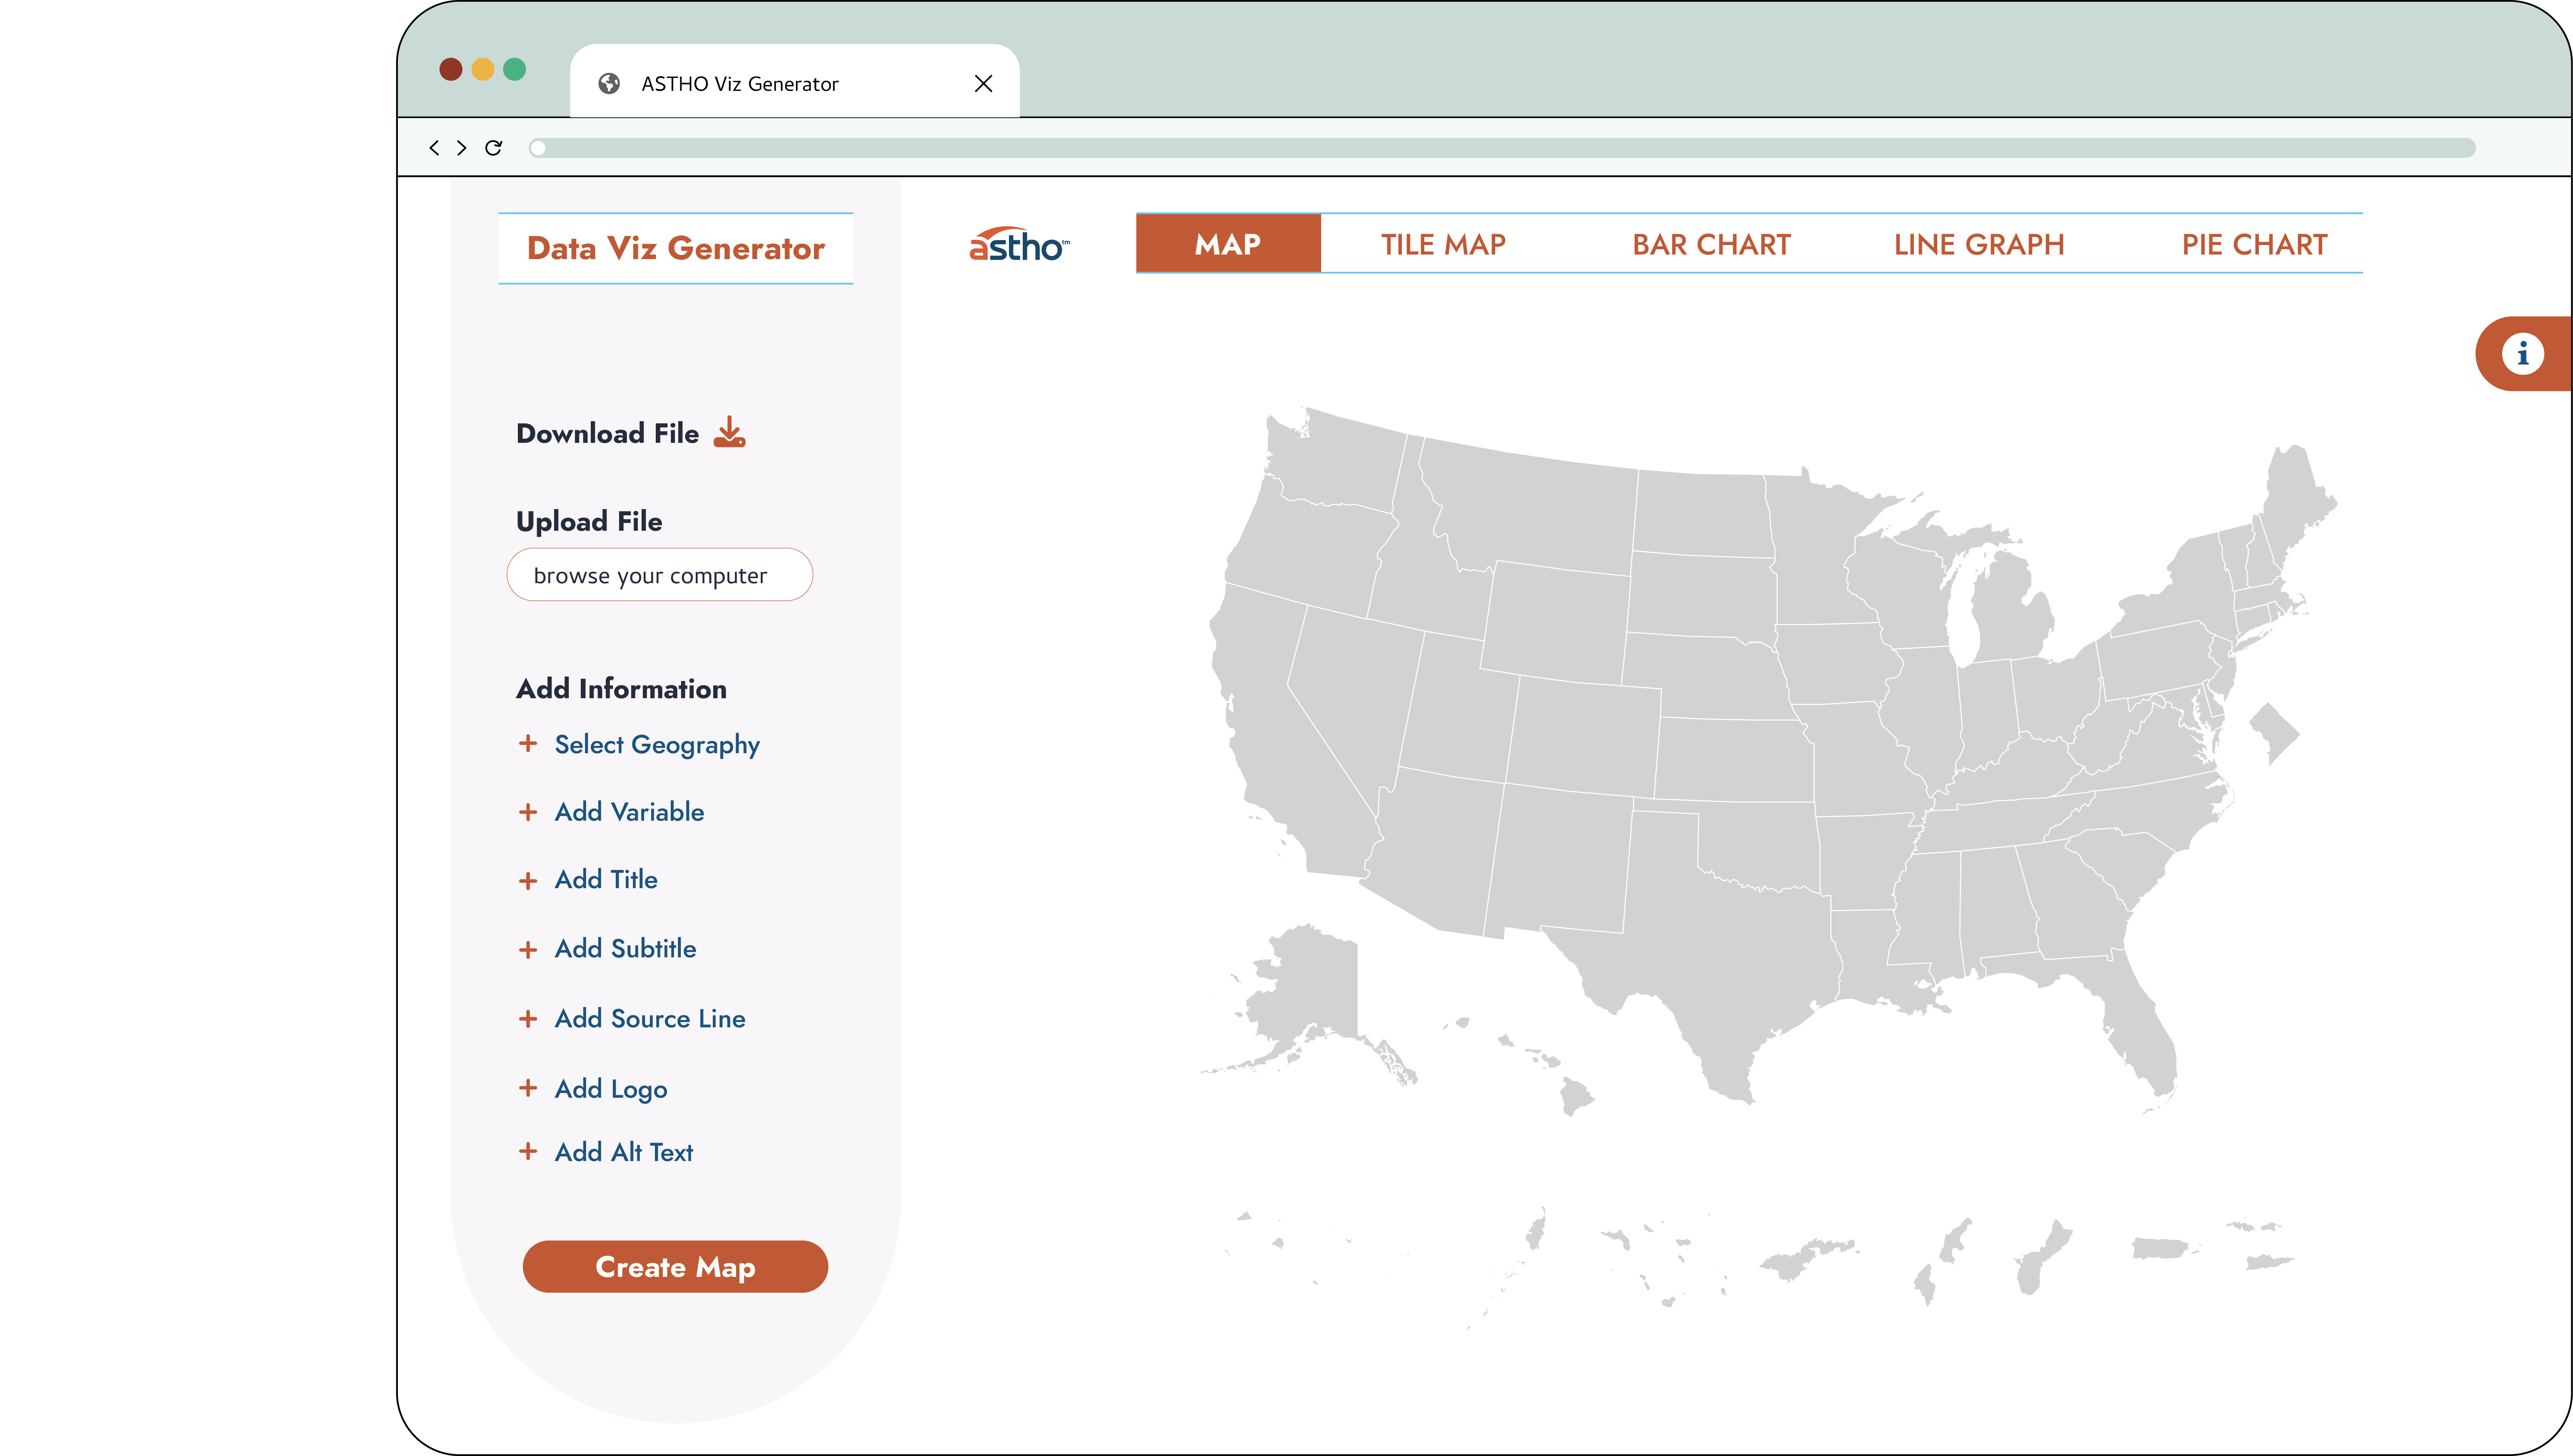 ASTHO Viz Generator
Data Viz Generator
astho™
MAP
TILE MAP
BAR CHART
LINE GRAPH
PIE CHART
i
Download File
Upload File
browse your computer
Add Information
+ Select Geography
+ Add Variable
+ Add Title
+ Add Subtitle
+ Add Source Line
+ Add Logo
+ Add Alt Text
Create Map